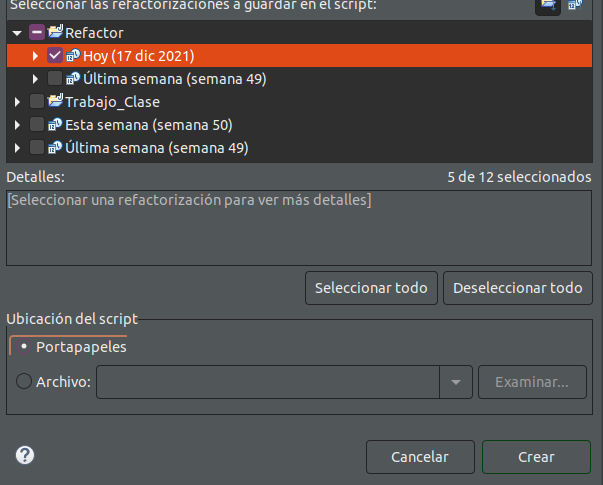 Seleccionar las refactorizaciones a guardar en el script:
Refactor
Hoy (17 dic 2021)
Última semana (semana 49)
Trabajo_Clase
Esta semana (semana 50)
Última semana (semana 49)
Detalles: 5 de 12 seleccionados
[Seleccionar una refactorización para ver más detalles]
Seleccionar todo Deseleccionar todo
Ubicación del script
Portapapeles
Archivo: Examinar...
? Cancelar Crear